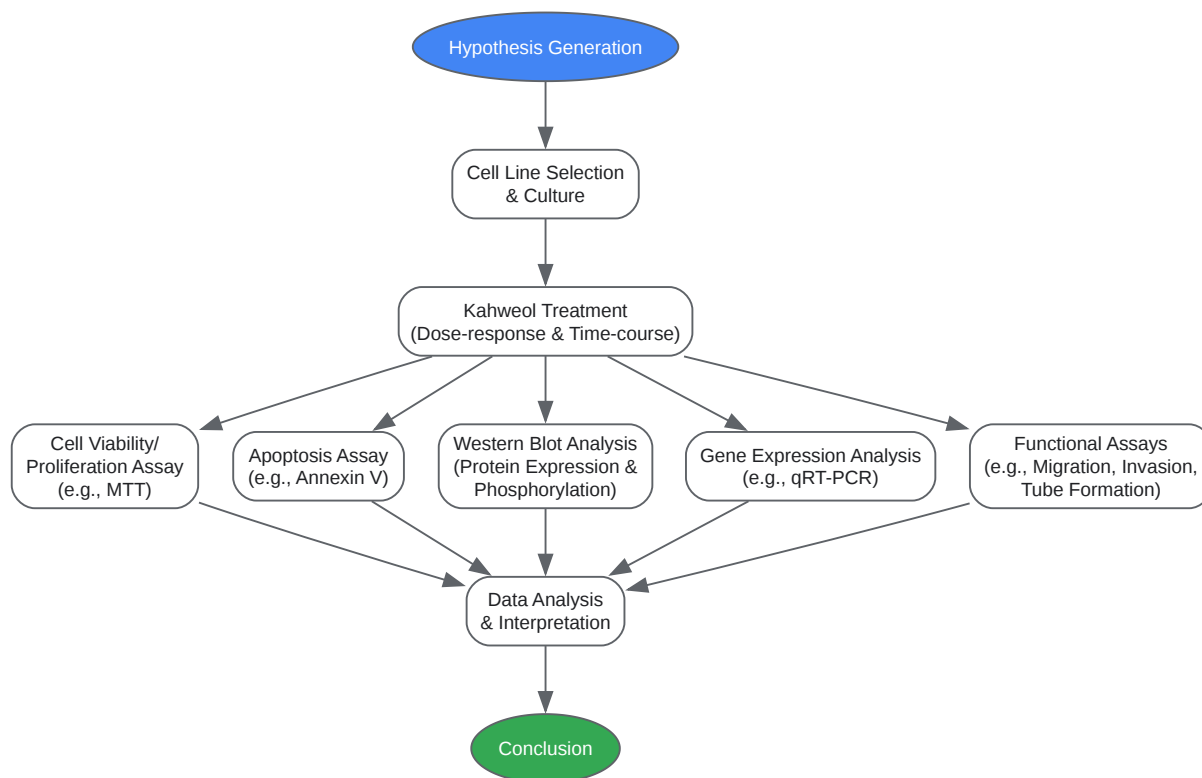 Hypothesis Generation
Cell Line Selection
& Culture
Kahweol Treatment
(Dose-response & Time-course)
Cell Viability/
Proliferation Assay
(e.g., MTT)
Apoptosis Assay
(e.g., Annexin V)
Western Blot Analysis
(Protein Expression &
Phosphorylation)
Gene Expression Analysis
(e.g., qRT-PCR)
Functional Assays
(e.g., Migration, Invasion,
Tube Formation)
Data Analysis
& Interpretation
Conclusion